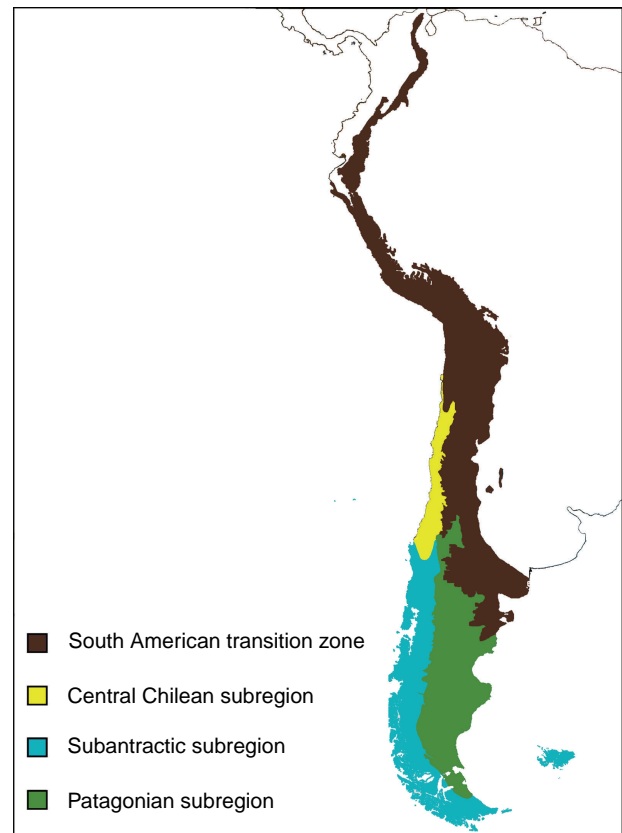 South American transition zone
Central Chilean subregion
Subantractic subregion
Patagonian subregion